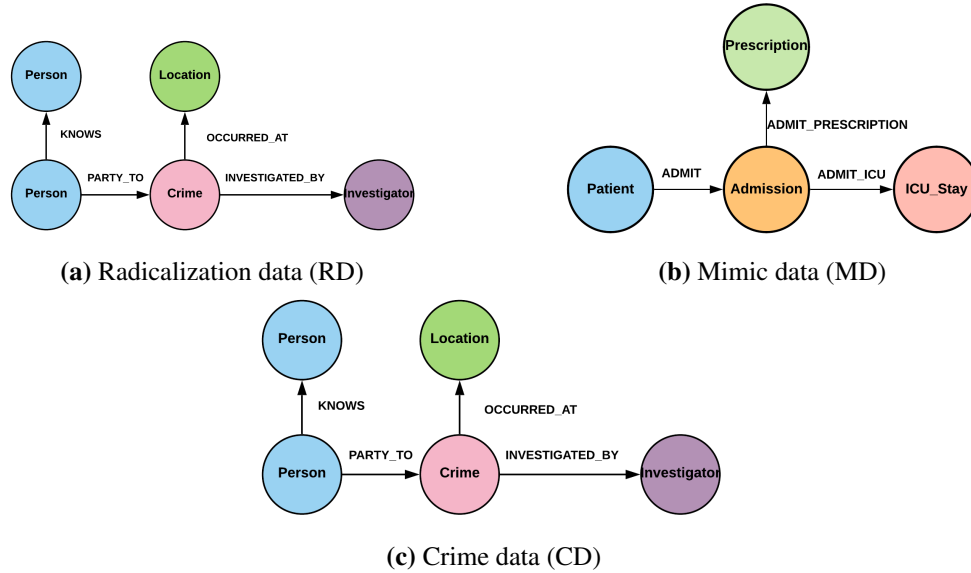 Person
Location
KNOWS
OCCURRED_AT
Person
PARTY_TO
Crime
INVESTIGATED_BY
Investigator
(a) Radicalization data (RD)
Prescription
ADMIT_PRESCRIPTION
Patient
ADMIT
Admission
ADMIT_ICU
ICU_Stay
(b) Mimic data (MD)
Person
Location
KNOWS
OCCURRED_AT
Person
PARTY_TO
Crime
INVESTIGATED_BY
Investigator
(c) Crime data (CD)